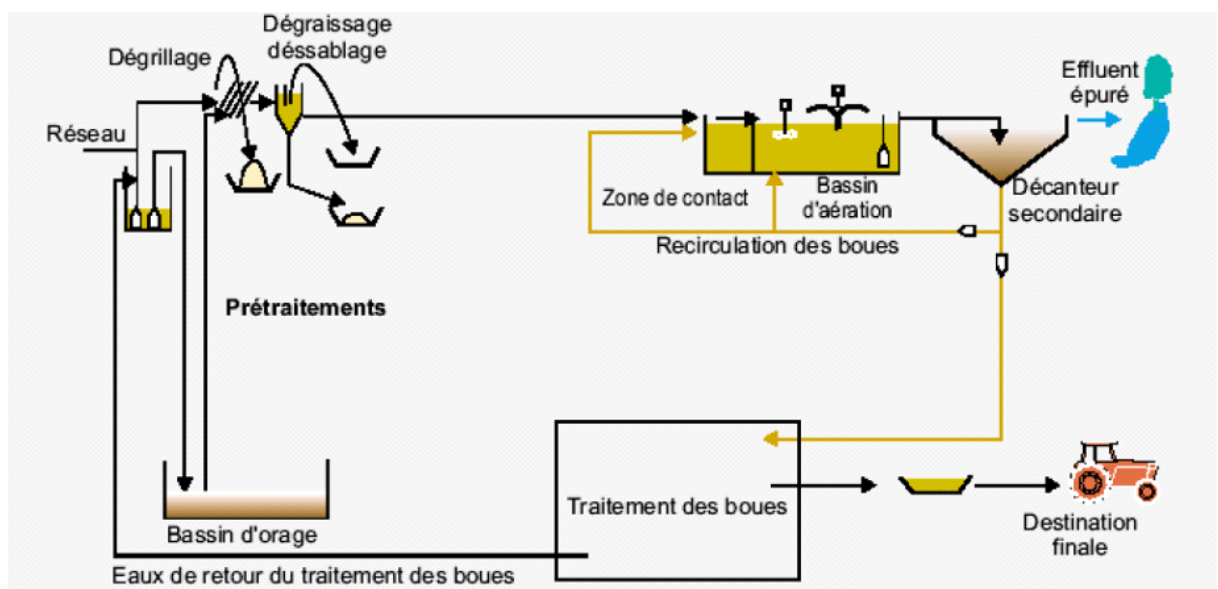 Dégraissage
déssablage
Dégrillage
Réseau
Effluent
épuré
Zone de contact
Bassin
d'aération
Décanteur
secondaire
Recirculation des boues
Prétraitements
Traitement des boues
Bassin d'orage
Destination
finale
Eaux de retour du traitement des boues